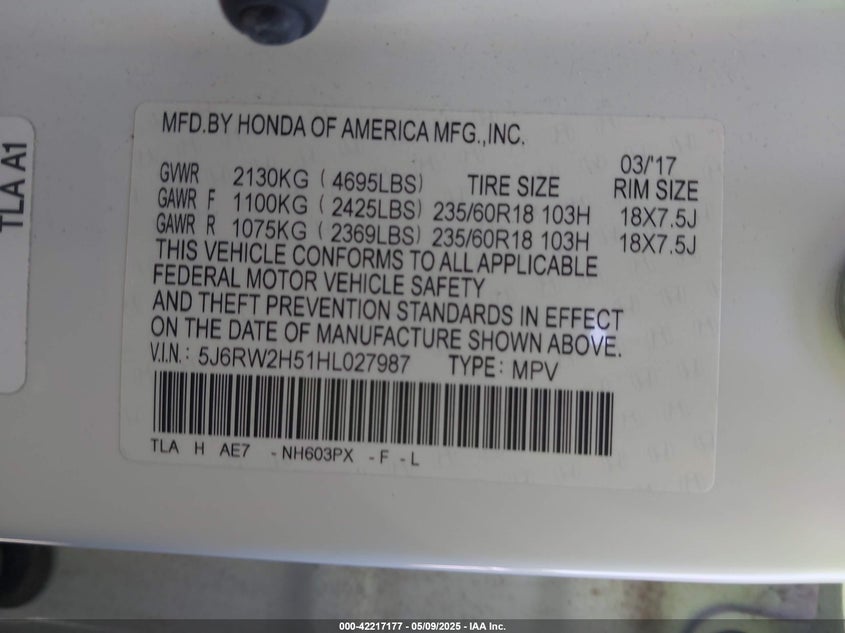 MFD.BY HONDA OF AMERICA MFG.,INC.
03/'17
GVWR 2130KG ( 4695LBS) TIRE SIZE RIM SIZE
GAWR F 1100KG ( 2425LBS) 235/60R18 103H 18X7.5J
GAWR R 1075KG ( 2369LBS) 235/60R18 103H 18X7.5J
THIS VEHICLE CONFORMS TO ALL APPLICABLE
FEDERAL MOTOR VEHICLE SAFETY
AND THEFT PREVENTION STANDARDS IN EFFECT
ON THE DATE OF MANUFACTURE SHOWN ABOVE.
V.I.N.: 5J6RW2H51HL027987 TYPE: MPV
TLA H AE7 -NH603PX -F -L
TLA A1
000-42217177 - 05/09/2025 - IAA Inc.